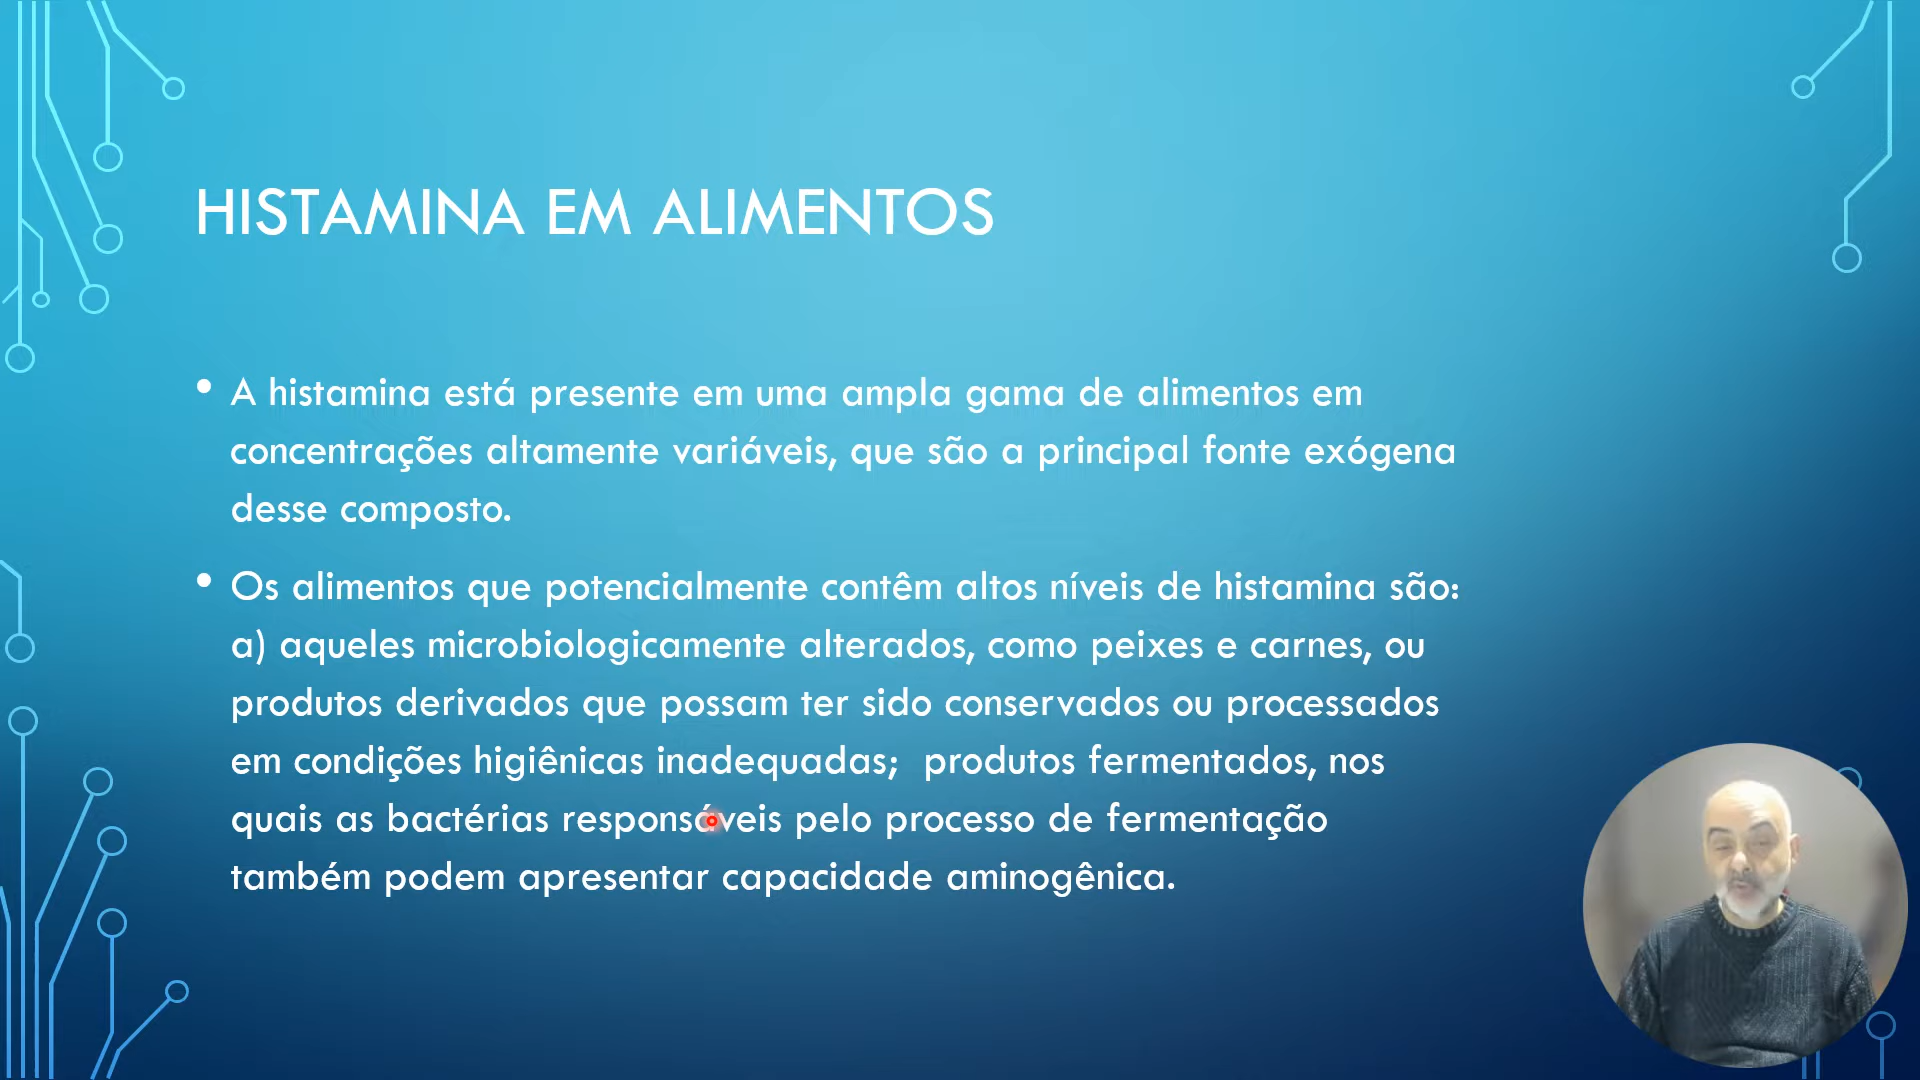 HISTAMINA EM ALIMENTOS
• A histamina está presente em uma ampla gama de alimentos em
concentrações altamente variáveis, que são a principal fonte exógena
desse composto.
• Os alimentos que potencialmente contêm altos níveis de histamina são:
a) aqueles microbiologicamente alterados, como peixes e carnes, ou
produtos derivados que possam ter sido conservados ou processados
em condições higiênicas inadequadas;  produtos fermentados, nos
quais as bactérias responsáveis pelo processo de fermentação
também podem apresentar capacidade aminogênica.